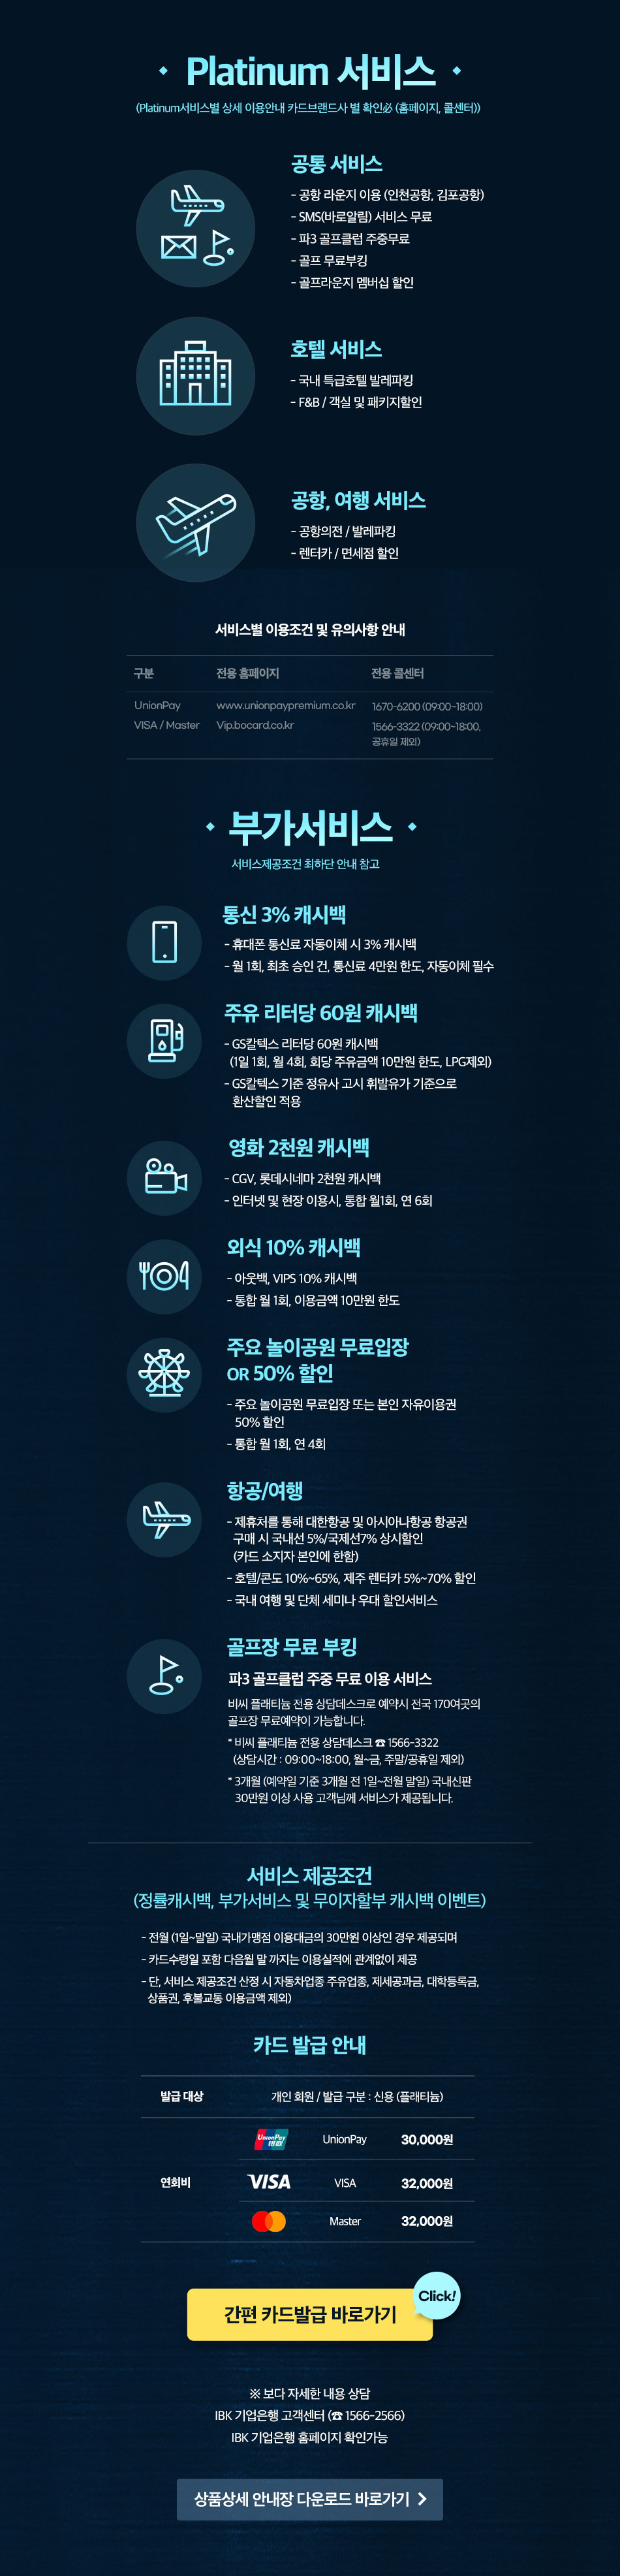 Platinum 서비스
(Platinum서비스별 상세 이용안내 카드브랜드사 별 확인必 (홈페이지, 콜센터))
공통 서비스
- 공항 라운지 이용 (인천공항, 김포공항)
- SMS(바로알림) 서비스 무료
- 파3 골프클럽 주중무료
- 골프 무료부킹
- 골프라운지 멤버십 할인
호텔 서비스
- 국내 특급호텔 발레파킹
- F&B / 객실 및 패키지할인
공항, 여행 서비스
- 공항의전 / 발레파킹
- 렌터카 / 면세점 할인
서비스별 이용조건 및 유의사항 안내
구분 전용 홈페이지 전용 콜센터
UnionPay www.unionpaypremium.co.kr 1670-6200 (09:00~18:00)
VISA / Master Vip.bocard.co.kr 1566-3322 (09:00~18:00,
공휴일 제외)
부가서비스
서비스제공조건 최하단 안내 참고
통신 3% 캐시백
- 휴대폰 통신료 자동이체 시 3% 캐시백
- 월 1회, 최초 승인 건, 통신료 4만원 한도, 자동이체 필수
주유 리터당 60원 캐시백
- GS칼텍스 리터당 60원 캐시백
(1일 1회, 월 4회, 회당 주유금액 10만원 한도, LPG제외)
- GS칼텍스 기준 정유사 고시 휘발유가 기준으로
환산할인 적용
영화 2천원 캐시백
- CGV, 롯데시네마 2천원 캐시백
- 인터넷 및 현장 이용시, 통합 월1회, 연 6회
외식 10% 캐시백
- 아웃백, VIPS 10% 캐시백
- 통합 월 1회, 이용금액 10만원 한도
주요 놀이공원 무료입장
OR 50% 할인
- 주요 놀이공원 무료입장 또는 본인 자유이용권
50% 할인
- 통합 월 1회, 연 4회
항공/여행
- 제휴처를 통해 대한항공 및 아시아나항공 항공권
구매 시 국내선 5%/국제선7% 상시할인
(카드 소지자 본인에 한함)
- 호텔/콘도 10%~65%, 제주 렌터카 5%~70% 할인
- 국내 여행 및 단체 세미나 우대 할인서비스
골프장 무료 부킹
파3 골프클럽 주중 무료 이용 서비스
비씨 플래티늄 전용 상담데스크로 예약시 전국 170여곳의
골프장 무료예약이 가능합니다.
* 비씨 플래티늄 전용 상담데스크 ☎ 1566-3322
(상담시간 : 09:00~18:00, 월~금, 주말/공휴일 제외)
* 3개월 (예약일 기준 3개월 전 1일~전월 말일) 국내신판
30만원 이상 사용 고객님께 서비스가 제공됩니다.
서비스 제공조건
(정률캐시백, 부가서비스 및 무이자할부 캐시백 이벤트)
- 전월 (1일~말일) 국내가맹점 이용대금의 30만원 이상인 경우 제공되며
- 카드수령일 포함 다음월 말 까지는 이용실적에 관계없이 제공
- 단, 서비스 제공조건 산정 시 자동차업종 주유업종, 제세공과금, 대학등록금,
상품권, 후불교통 이용금액 제외)
카드 발급 안내
발급 대상 개인 회원 / 발급 구분 : 신용 (플래티늄)
UnionPay 银联 UnionPay 30,000원
연회비 VISA VISA 32,000원
Master 32,000원
Click!
간편 카드발급 바로가기
※ 보다 자세한 내용 상담
IBK 기업은행 고객센터 (☎ 1566-2566)
IBK 기업은행 홈페이지 확인가능
상품상세 안내장 다운로드 바로가기 >